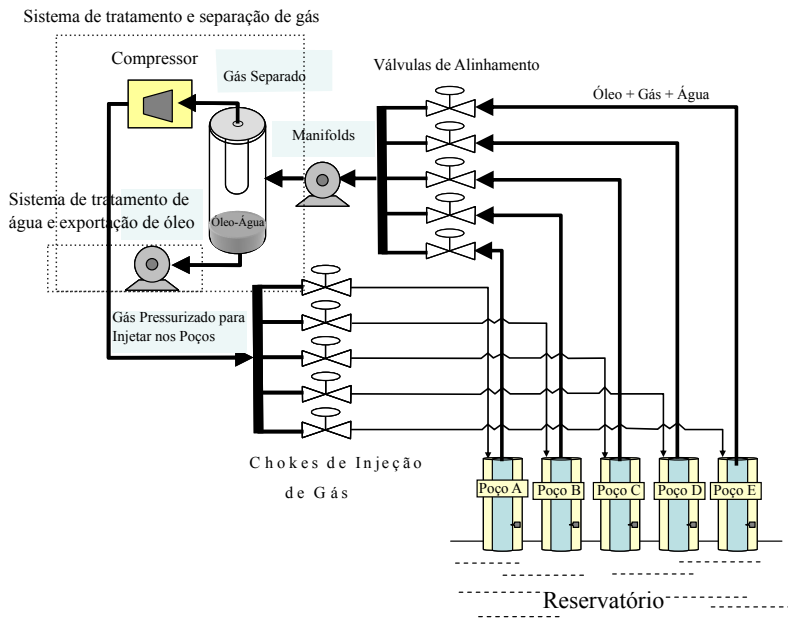 Sistema de tratamento e separação de gás
Compressor
Gás Separado
Válvulas de Alinhamento
Óleo + Gás + Água
Manifolds
Sistema de tratamento de
água e exportação de óleo
Oleo-Água
Gás Pressurizado para
Injetar nos Poços
Chokes de Injeção
de Gás
Poço A
Poço B
Poço C
Poço D
Poço E
Reservatório